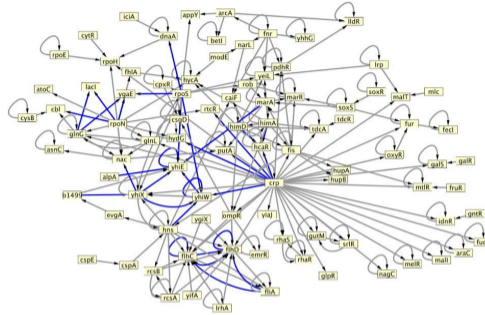 iciA
appY
arcA
lldR
cytR
dnaA
betI
fnr
yhhG
rpoE
rpoH
narL
modE
pdhR
lrp
fhlA
hycA
yeiL
atoC
lacI
cpxR
rob
soxR
mlc
ygaE
rpoS
caiF
marR
malT
cbl
rtcR
marA
soxS
cysB
rpoN
csgD
himD
himA
tdcR
fur
fecI
glnG
hydG
tdcA
asnC
glnL
putA
hcaR
fis
oxyR
nac
yhiE
hupA
galS
galR
alpA
crp
hupB
b1499
yhiX
yhiW
mtlR
fruR
evgA
ygiX
ompR
yiaJ
idnR
gntR
hns
rhaS
gutM
srlR
fuc
flhC
flhD
emrR
rhaR
araC
cspE
cspA
rcsB
melR
malI
glpR
nagC
rcsA
yifA
fliA
lrhA